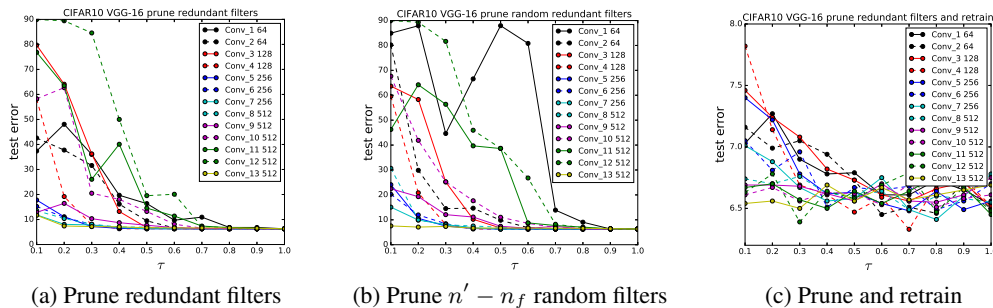 CIFAR10 VGG-16 prune redundant filters
test error
90
80
70
60
50
40
30
20
10
0
0.1 0.2 0.3 0.4 0.5 0.6 0.7 0.8 0.9 1.0
τ
Conv_1 64
Conv_2 64
Conv_3 128
Conv_4 128
Conv_5 256
Conv_6 256
Conv_7 256
Conv_8 512
Conv_9 512
Conv_10 512
Conv_11 512
Conv_12 512
Conv_13 512
(a) Prune redundant filters
CIFAR10 VGG-16 prune random redundant filters
test error
90
80
70
60
50
40
30
20
10
0
0.1 0.2 0.3 0.4 0.5 0.6 0.7 0.8 0.9 1.0
τ
Conv_1 64
Conv_2 64
Conv_3 128
Conv_4 128
Conv_5 256
Conv_6 256
Conv_7 256
Conv_8 512
Conv_9 512
Conv_10 512
Conv_11 512
Conv_12 512
Conv_13 512
(b) Prune n′ − n_f random filters
CIFAR10 VGG-16 prune redundant filters and retrain
test error
8.0
7.5
7.0
6.5
0.1 0.2 0.3 0.4 0.5 0.6 0.7 0.8 0.9 1.0
τ
Conv_1 64
Conv_2 64
Conv_3 128
Conv_4 128
Conv_5 256
Conv_6 256
Conv_7 256
Conv_8 512
Conv_9 512
Conv_10 512
Conv_11 512
Conv_12 512
Conv_13 512
(c) Prune and retrain